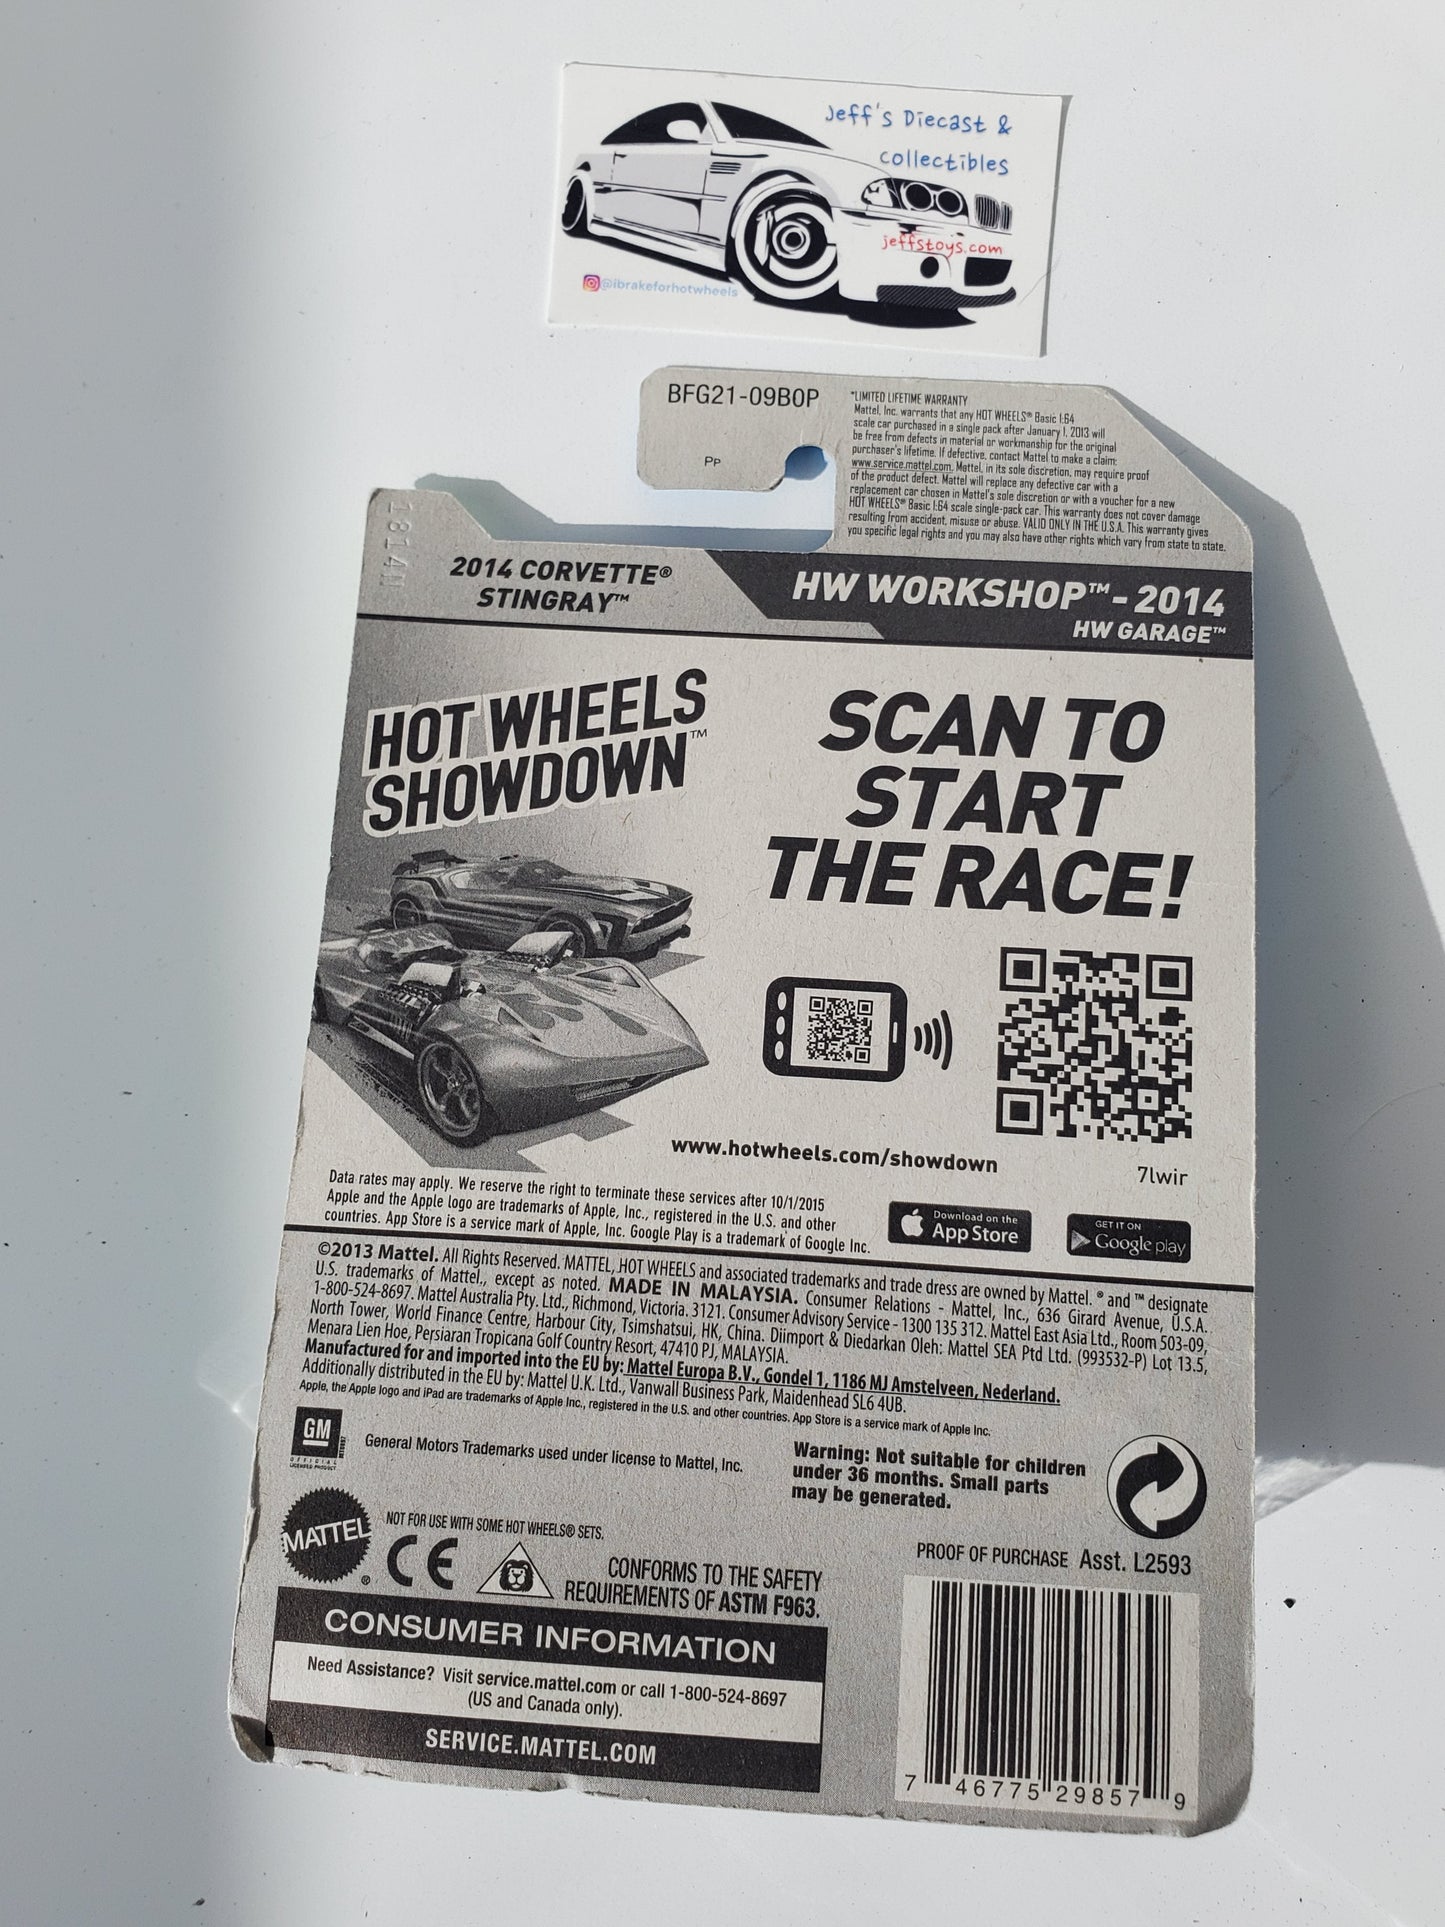 Jeff's Diecast &
collectibles
jeffstoys.com
@ibrakeforhotwheels
BFG21-09B0P
PP
*LIMITED LIFETIME WARRANTY
Mattel, Inc. warrants that any HOT WHEELS® Basic 1:64
scale car purchased in a single pack after January 1, 2013 will
be free from defects in material or workmanship for the original
purchaser's lifetime. If defective, contact Mattel to make a claim:
www.service.mattel.com. Mattel, in its sole discretion, may require proof
of the product defect. Mattel will replace any defective car with a
replacement car chosen in Mattel's sole discretion or with a voucher for a new
HOT WHEELS® Basic 1:64 scale single-pack car. This warranty does not cover damage
resulting from accident, misuse or abuse. VALID ONLY IN THE U.S.A. This warranty gives
you specific legal rights and you may also have other rights which vary from state to state.
2014 CORVETTE®
STINGRAY™
HW WORKSHOP™ - 2014
HW GARAGE™
HOT WHEELS
SHOWDOWN™
SCAN TO
START
THE RACE!
www.hotwheels.com/showdown
7lwir
Data rates may apply. We reserve the right to terminate these services after 10/1/2015
Apple and the Apple logo are trademarks of Apple, Inc., registered in the U.S. and other
countries. App Store is a service mark of Apple, Inc. Google Play is a trademark of Google Inc.
Download on the
App Store
GET IT ON
Google play
©2013 Mattel. All Rights Reserved. MATTEL, HOT WHEELS and associated trademarks and trade dress are owned by Mattel. ® and ™ designate
U.S. trademarks of Mattel., except as noted. MADE IN MALAYSIA. Consumer Relations - Mattel, Inc., 636 Girard Avenue, U.S.A.
1-800-524-8697. Mattel Australia Pty. Ltd., Richmond, Victoria. 3121. Consumer Advisory Service - 1300 135 312. Mattel East Asia Ltd., Room 503-09,
North Tower, World Finance Centre, Harbour City, Tsimshatsui, HK, China. Diimport & Diedarkan Oleh: Mattel SEA Ptd Ltd. (993532-P) Lot 13.5,
Menara Lien Hoe, Persiaran Tropicana Golf Country Resort, 47410 PJ, MALAYSIA.
Manufactured for and imported into the EU by: Mattel Europa B.V., Gondel 1, 1186 MJ Amstelveen, Nederland.
Additionally distributed in the EU by: Mattel U.K. Ltd., Vanwall Business Park, Maidenhead SL6 4UB.
Apple, the Apple logo and iPad are trademarks of Apple Inc., registered in the U.S. and other countries. App Store is a service mark of Apple Inc.
GM
OFFICIAL
LICENSED PRODUCT
General Motors Trademarks used under license to Mattel, Inc.
Warning: Not suitable for children
under 36 months. Small parts
may be generated.
MATTEL®
NOT FOR USE WITH SOME HOT WHEELS® SETS.
CE
CONFORMS TO THE SAFETY
REQUIREMENTS OF ASTM F963.
PROOF OF PURCHASE Asst. L2593
CONSUMER INFORMATION
Need Assistance? Visit service.mattel.com or call 1-800-524-8697
(US and Canada only).
SERVICE.MATTEL.COM
7 46775 29857 9